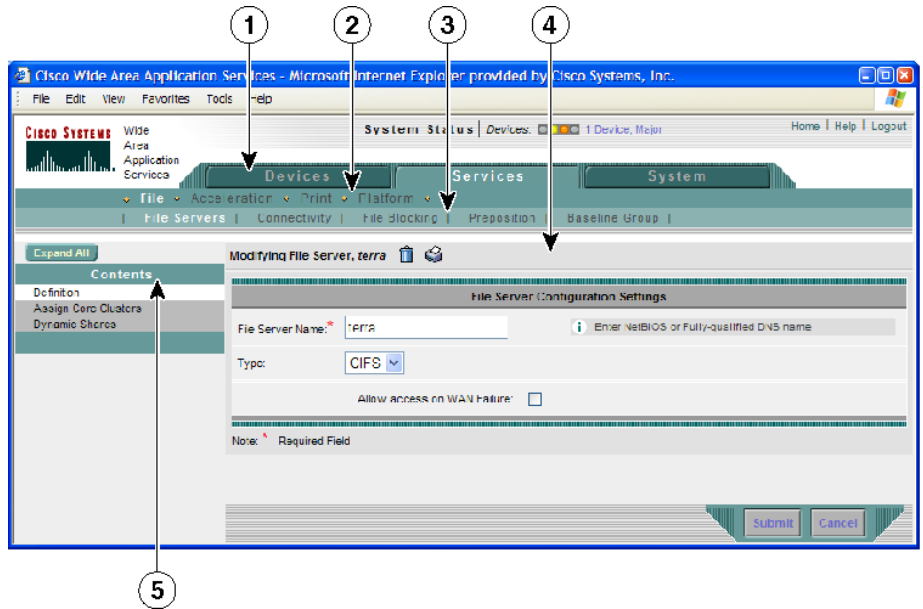 1 2 3 4
Cisco Wide Area Application Services - Microsoft Internet Explorer provided by Cisco Systems, Inc.
File Edit View Favorites Tools Help
CISCO SYSTEMS
Wide
Area
Application
Services
System Status Devices: 1 Device, Major
Home | Help | Logout
Devices Services System
File Acceleration Print Platform
| File Servers | Connectivity | File Blocking | Preposition | Baseline Group |
Expand All
Contents
Definition
Assign Core Clusters
Dynamic Shares
Modifying File Server, terra
File Server Configuration Settings
File Server Name:* terra
i Enter NetBIOS or Fully-qualified DNS name
Type: CIFS
Allow access on WAN Failure:
Note: * Required Field
Submit Cancel
5